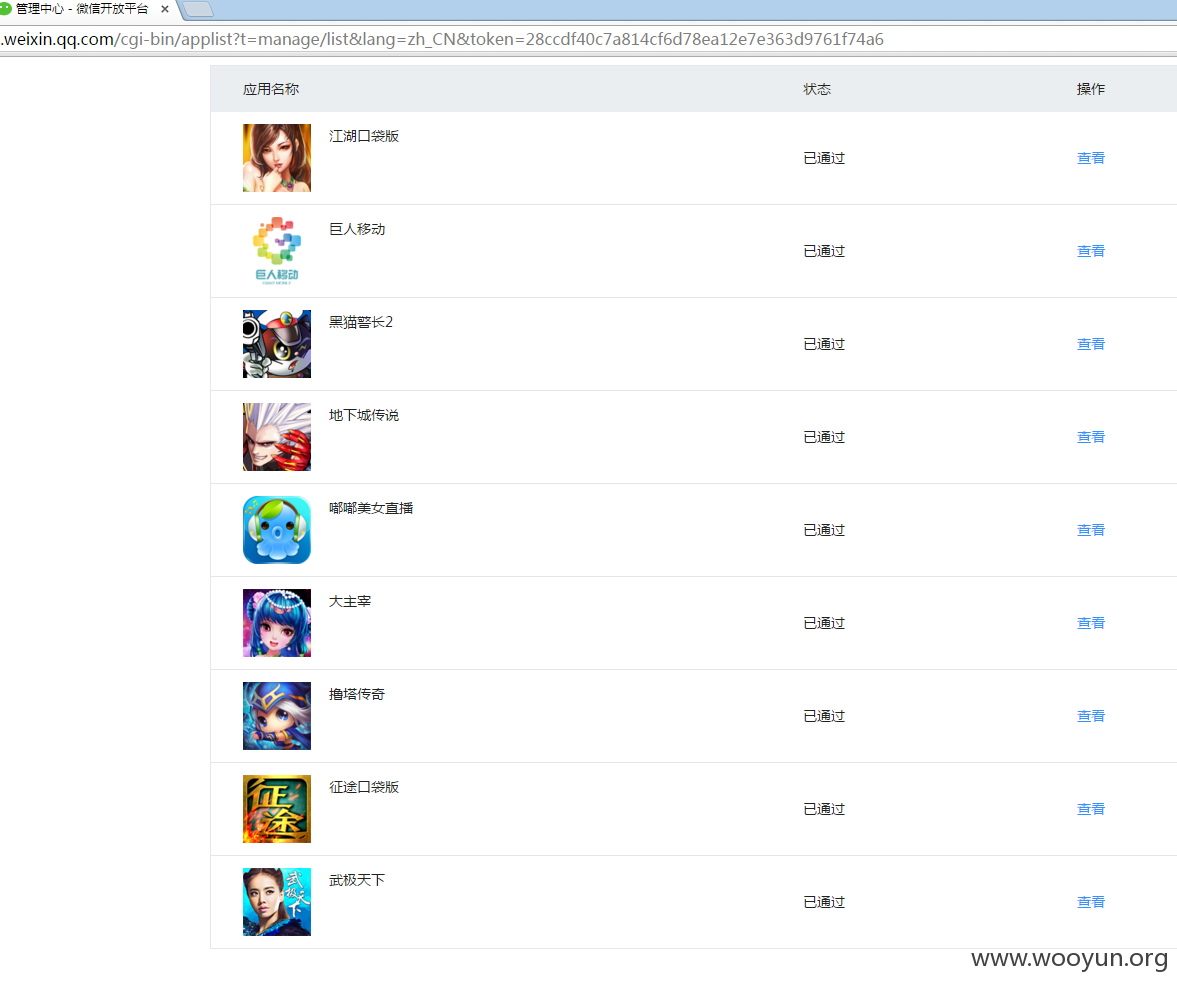 管理中心 - 微信开放平台 ×
.weixin.qq.com/cgi-bin/applist?t=manage/list&lang=zh_CN&token=28ccdf40c7a814cf6d78ea12e7e363d9761f74a6
应用名称 状态 操作
江湖口袋版
已通过 查看
巨人移动
巨人移动
已通过 查看
黑猫警长2
已通过 查看
地下城传说
已通过 查看
嘟嘟美女直播
已通过 查看
大主宰
已通过 查看
撸塔传奇
已通过 查看
征途口袋版
征途
已通过 查看
武极天下
武极天下
已通过 查看
www.wooyun.org